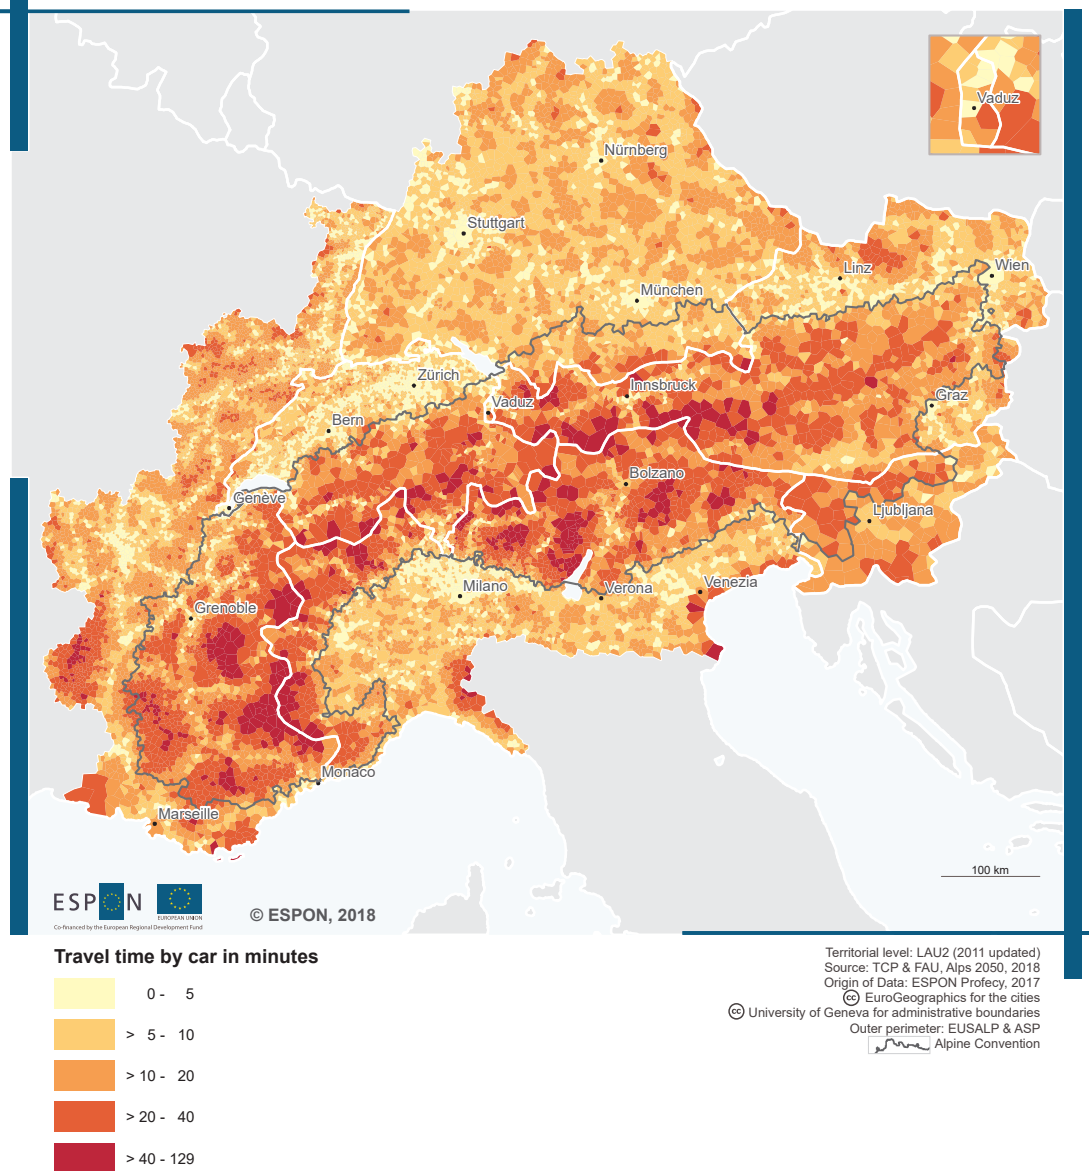 Vaduz
Nürnberg
Stuttgart
Linz
Wien
München
Zürich
Innsbruck
Vaduz
Graz
Bern
Bolzano
Genève
Ljubljana
Milano
Verona
Venezia
Grenoble
Monaco
Marseille
100 km
ESPON
EUROPEAN UNION
Co-financed by the European Regional Development Fund
© ESPON, 2018
Travel time by car in minutes
0 - 5
> 5 - 10
> 10 - 20
> 20 - 40
> 40 - 129
Territorial level: LAU2 (2011 updated)
Source: TCP & FAU, Alps 2050, 2018
Origin of Data: ESPON Profecy, 2017
cc EuroGeographics for the cities
cc University of Geneva for administrative boundaries
Outer perimeter: EUSALP & ASP
Alpine Convention